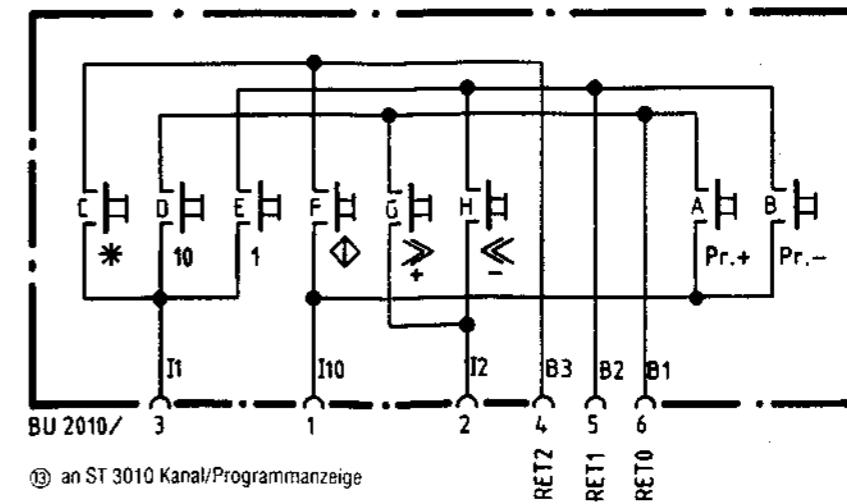 C D E F G H A B
* 10 1 + - Pr.+ Pr.-
I1 I10 I2 B3 B2 B1
BU 2010/ 3 1 2 4 5 6
RET2 RET1 RET0
⑬ an ST 3010 Kanal/Programmanzeige